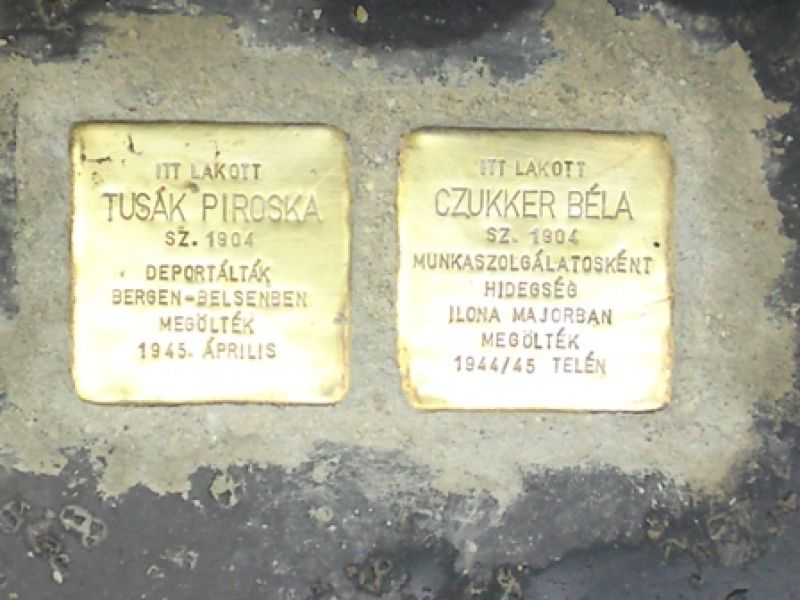 ITT LAKOTT
TUSÁK PIROSKA
SZ. 1904
DEPORTÁLTÁK
BERGEN-BELSENBEN
MEGÖLTÉK
1945. ÁPRILIS
ITT LAKOTT
CZUKKER BÉLA
SZ. 1904
MUNKASZOLGÁLATOSKÉNT
HIDEGSÉG
ILONA MAJORBAN
MEGÖLTÉK
1944/45 TELÉN